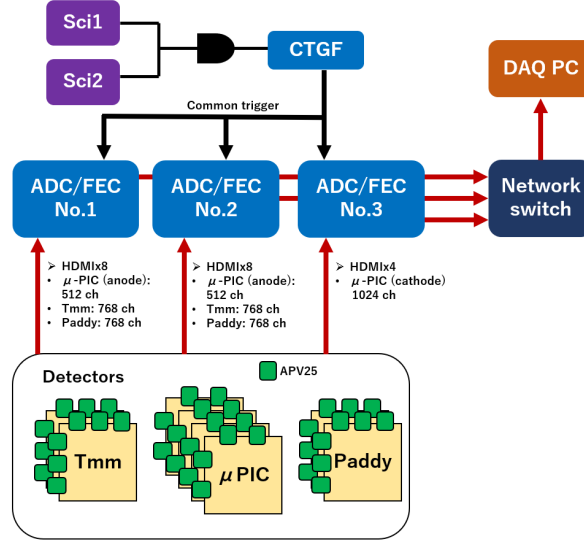 Sci1
Sci2
CTGF
DAQ PC
Common trigger
ADC/FEC
No.1
ADC/FEC
No.2
ADC/FEC
No.3
Network
switch
➢ HDMIx8
• μ-PIC (anode):
512 ch
• Tmm: 768 ch
• Paddy: 768 ch
➢ HDMIx8
• μ-PIC (anode):
512 ch
• Tmm: 768 ch
• Paddy: 768 ch
➢ HDMIx4
• μ-PIC (cathode)
1024 ch
Detectors
APV25
Tmm
μ PIC
Paddy